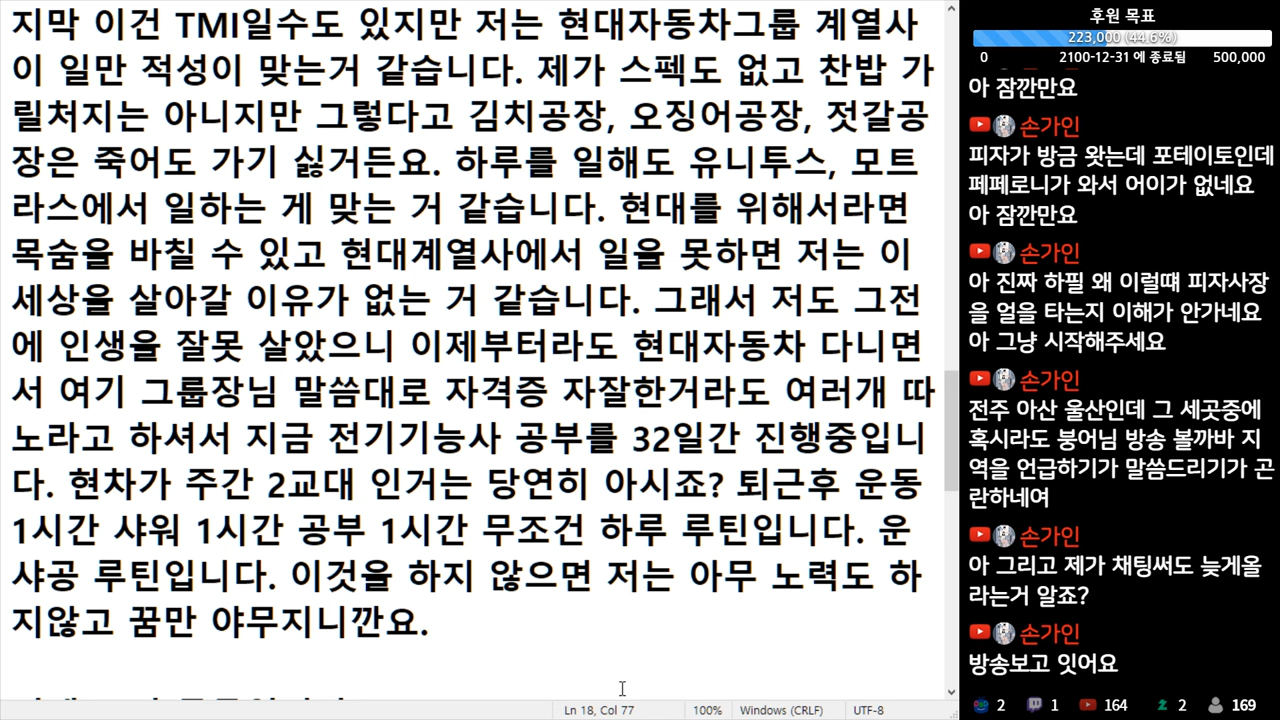 지막 이건 TMI일수도 있지만 저는 현대자동차그룹 계열사
이 일만 적성이 맞는거 같습니다. 제가 스펙도 없고 찬밥 가
릴처지는 아니지만 그렇다고 김치공장, 오징어공장, 젓갈공
장은 죽어도 가기 싫거든요. 하루를 일해도 유니투스, 모트
라스에서 일하는 게 맞는 거 같습니다. 현대를 위해서라면
목숨을 바칠 수 있고 현대계열사에서 일을 못하면 저는 이
세상을 살아갈 이유가 없는 거 같습니다. 그래서 저도 그전
에 인생을 잘못 살았으니 이제부터라도 현대자동차 다니면
서 여기 그룹장님 말씀대로 자격증 자잘한거라도 여러개 따
노라고 하셔서 지금 전기기능사 공부를 32일간 진행중입니
다. 현차가 주간 2교대 인거는 당연히 아시죠? 퇴근후 운동
1시간 샤워 1시간 공부 1시간 무조건 하루 루틴입니다. 운
샤공 루틴입니다. 이것을 하지 않으면 저는 아무 노력도 하
지않고 꿈만 야무지니깐요.
Ln 18, Col 77
100%
Windows (CRLF)
UTF-8
후원 목표
223,000 (44.6%)
0 2100-12-31 에 종료됨 500,000
아 잠깐만요
손가인
피자가 방금 왓는데 포테이토인데
페페로니가 와서 어이가 없네요
아 잠깐만요
손가인
아 진짜 하필 왜 이럴떄 피자사장
을 얼을 타는지 이해가 안가네요
아 그냥 시작해주세요
손가인
전주 아산 울산인데 그 세곳중에
혹시라도 붕어님 방송 볼까바 지
역을 언급하기가 말씀드리기가 곤
란하네여
손가인
아 그리고 제가 채팅써도 늦게올
라는거 알죠?
손가인
방송보고 잇어요
2 1 164 2 169